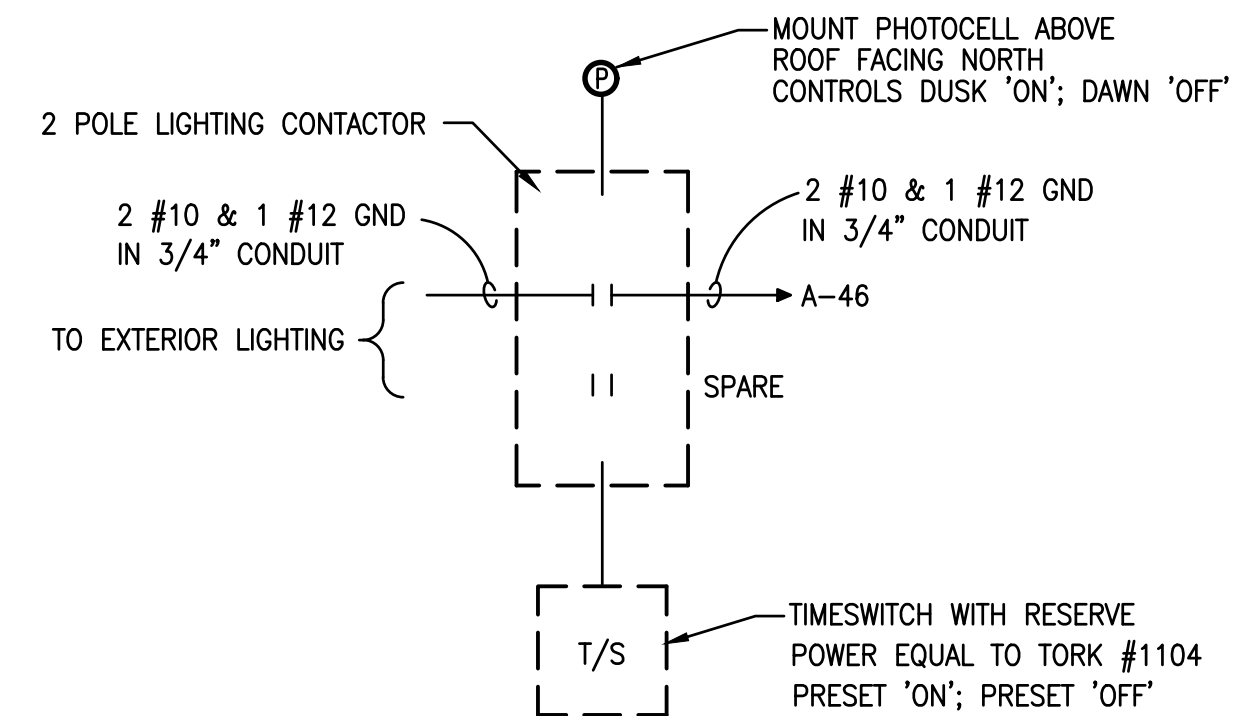 MOUNT PHOTOCELL ABOVE
ROOF FACING NORTH
CONTROLS DUSK 'ON'; DAWN 'OFF'
P
2 POLE LIGHTING CONTACTOR
2 #10 & 1 #12 GND
IN 3/4" CONDUIT
2 #10 & 1 #12 GND
IN 3/4" CONDUIT
A-46
TO EXTERIOR LIGHTING
SPARE
T/S
TIMESWITCH WITH RESERVE
POWER EQUAL TO TORK #1104
PRESET 'ON'; PRESET 'OFF'